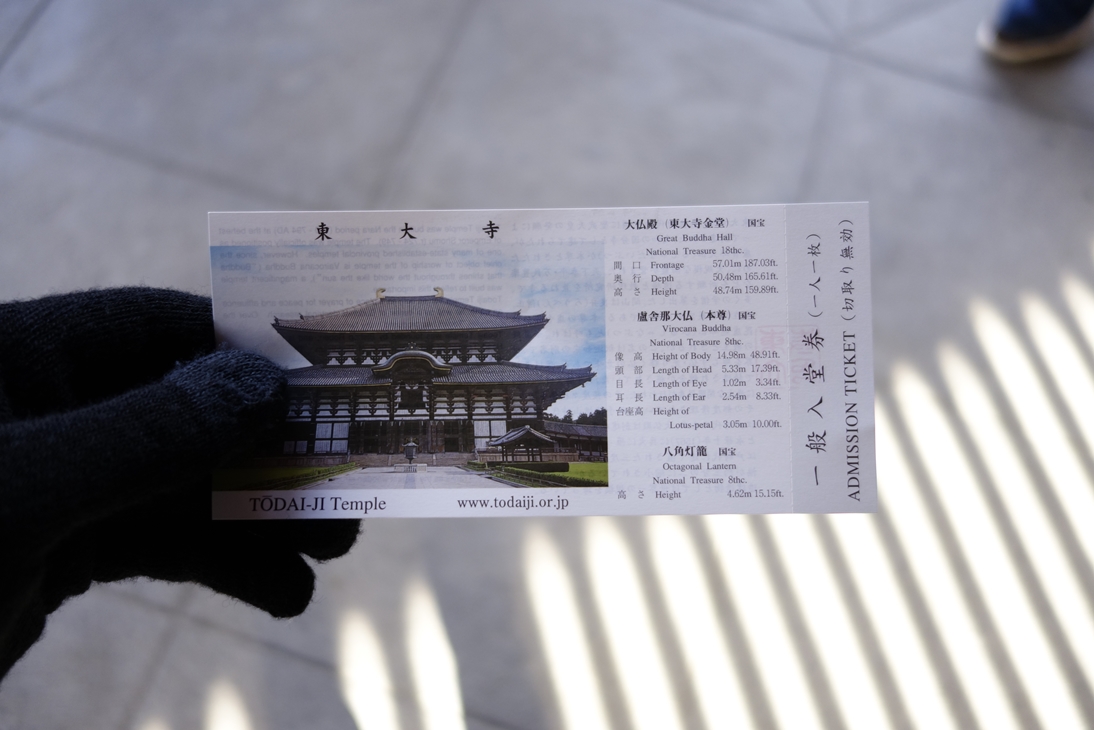 東大寺
TŌDAI-JI Temple
www.todaiji.or.jp
大仏殿（東大寺金堂） 国宝
Great Buddha Hall
National Treasure 18thc.
間口 Frontage 57.01m 187.03ft.
奥行 Depth 50.48m 165.61ft.
高さ Height 48.74m 159.89ft.
盧舎那大仏（本尊） 国宝
Virocana Buddha
National Treasure 8thc.
像高 Height of Body 14.98m 48.91ft.
頭部 Length of Head 5.33m 17.39ft.
目長 Length of Eye 1.02m 3.34ft.
耳長 Length of Ear 2.54m 8.33ft.
台座高 Height of
Lotus-petal 3.05m 10.00ft.
八角灯籠 国宝
Octagonal Lantern
National Treasure 8thc.
高さ Height 4.62m 15.15ft.
一般入堂券（一人一枚）
ADMISSION TICKET（切取り無効）